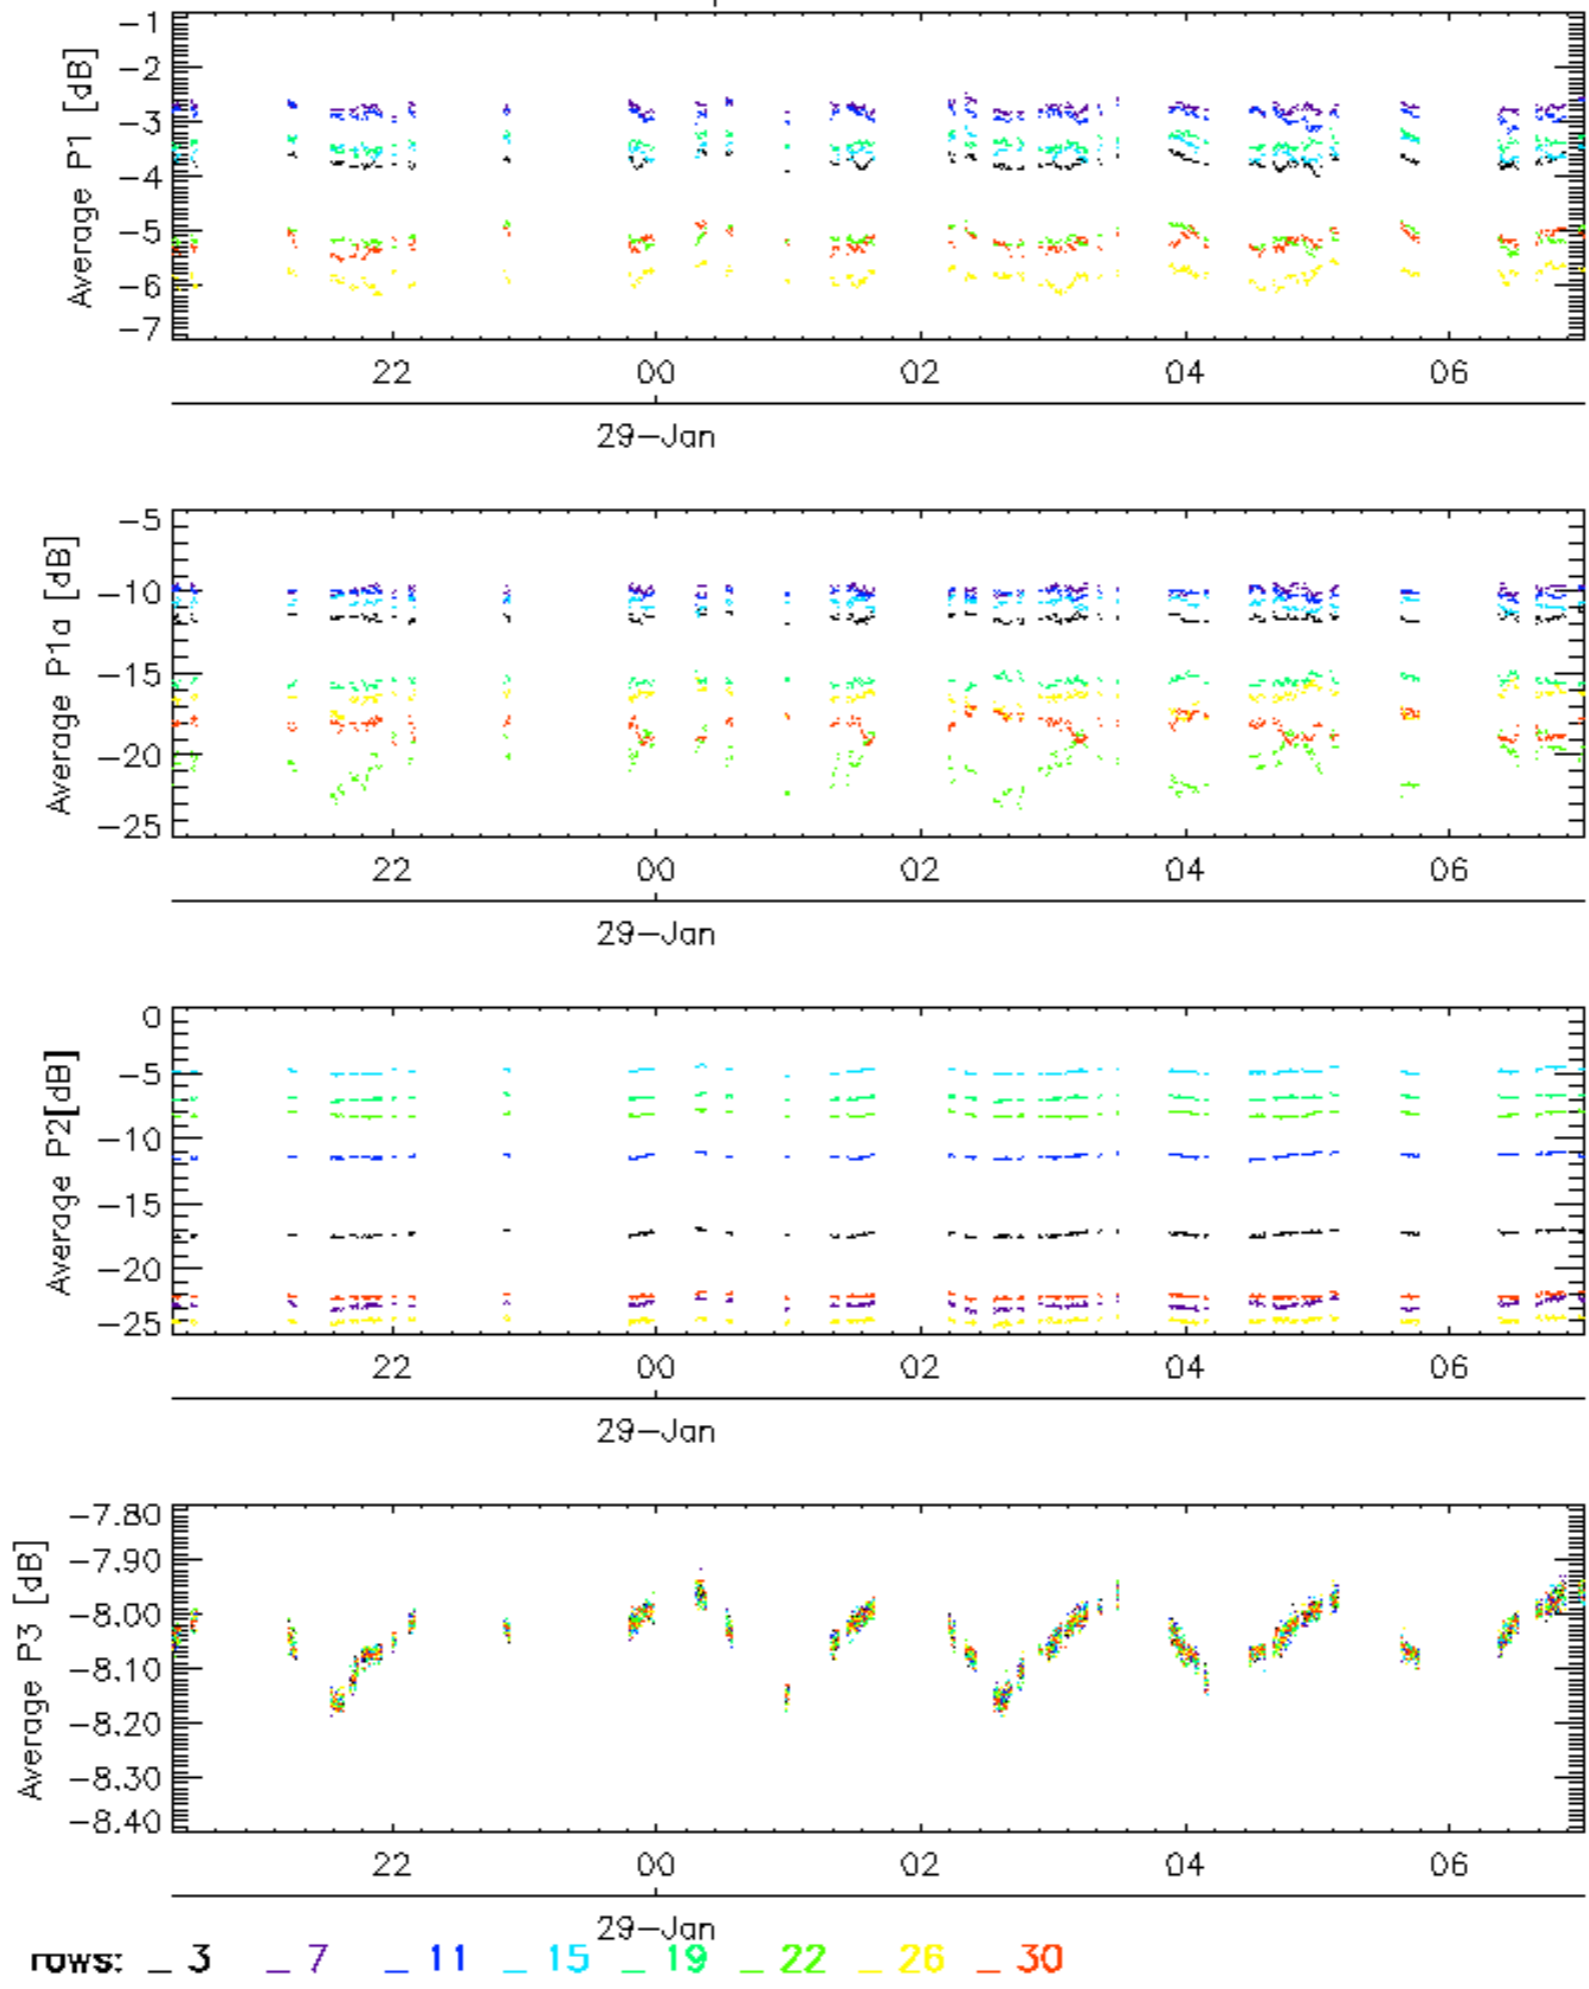 Average P1 [dB]
-1
-2
-3
-4
-5
-6
-7
22 00 02 04 06
29-Jan
Average P1a [dB]
-5
-10
-15
-20
-25
22 00 02 04 06
29-Jan
Average P2[dB]
0
-5
-10
-15
-20
-25
22 00 02 04 06
29-Jan
Average P3 [dB]
-7.80
-7.90
-8.00
-8.10
-8.20
-8.30
-8.40
22 00 02 04 06
29-Jan
rows: _ 3 _ 7 _ 11 _ 15 _ 19 _ 22 _ 26 _ 30